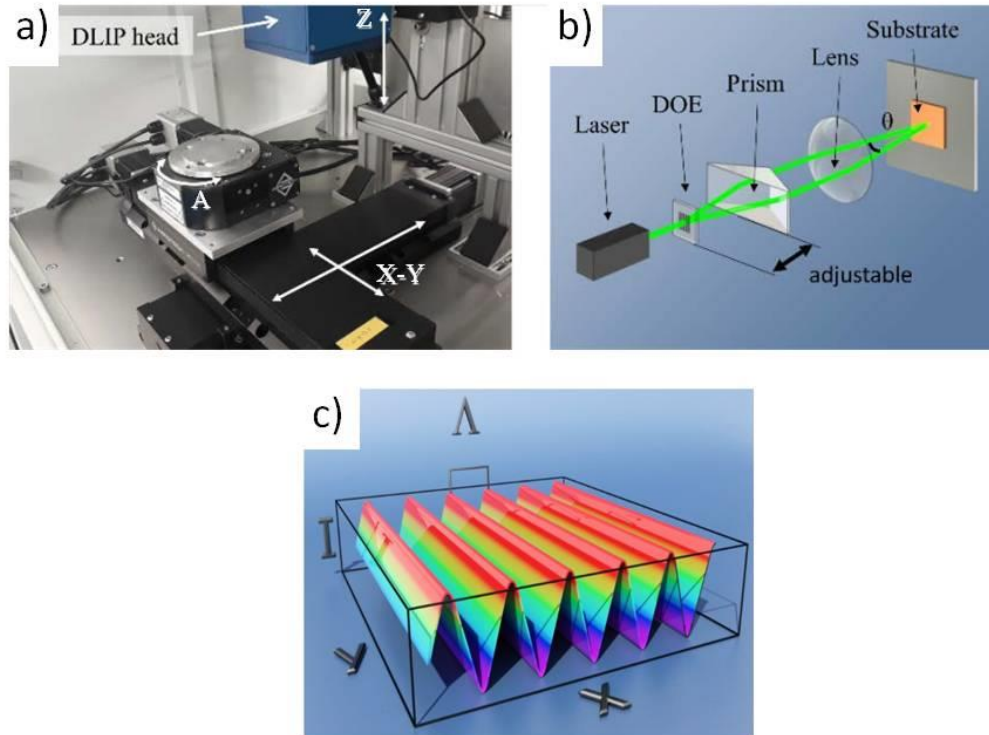 a)
DLIP head
Z
A
X-Y
b)
Substrate
Lens
Prism
DOE
Laser
θ
adjustable
c)
Λ
I
Y
X